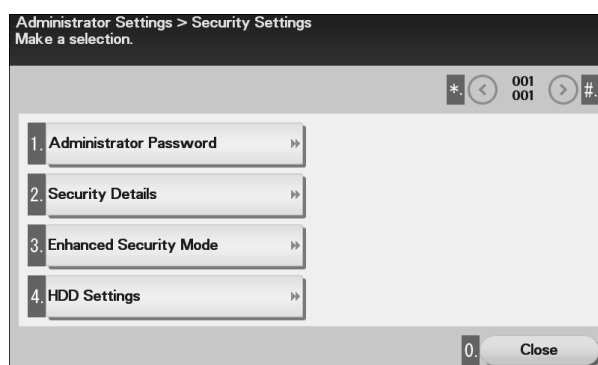 Administrator Settings > Security Settings
Make a selection.
*. 001 #.
001
1. Administrator Password
2. Security Details
3. Enhanced Security Mode
4. HDD Settings
0. Close